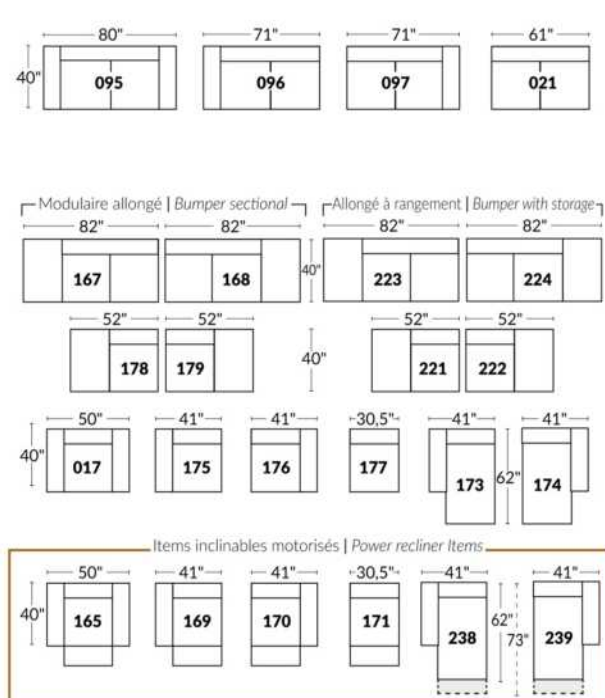 80" 71" 71" 61"
40" 095 096 097 021
Modulaire allongé | Bumper sectional Allongé à rangement | Bumper with storage
82" 82" 82" 82"
167 168 40" 223 224
52" 52" 52" 52"
178 179 40" 221 222
50" 41" 41" 30,5" 41" 41"
40" 017 175 176 177 173 62" 174
Items inclinables motorisés | Power recliner Items
50" 41" 41" 30,5" 41" 41"
40" 165 169 170 171 238 62" 73" 239